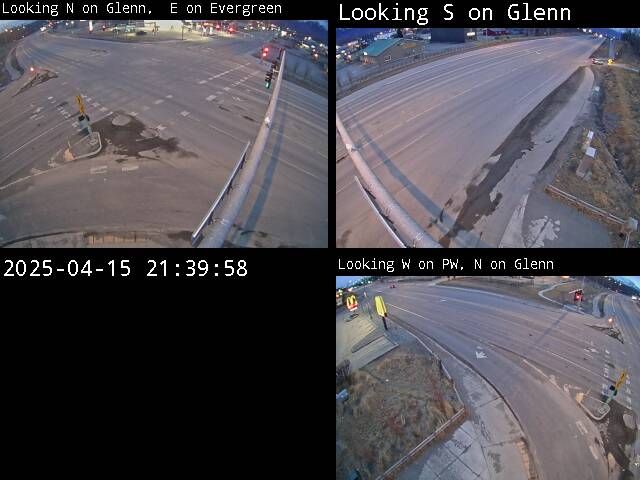 Looking N on Glenn, E on Evergreen
Looking S on Glenn
2025-04-15 21:39:58
Looking W on PW, N on Glenn